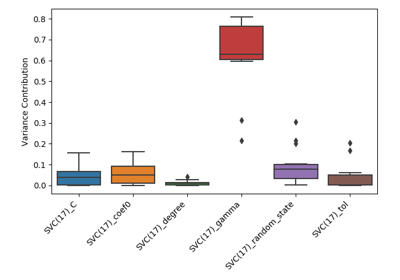 Variance Contribution
0.8
0.7
0.6
0.5
0.4
0.3
0.2
0.1
0.0
SVC(17)_C
SVC(17)_coef0
SVC(17)_degree
SVC(17)_gamma
SVC(17)_random_state
SVC(17)_tol